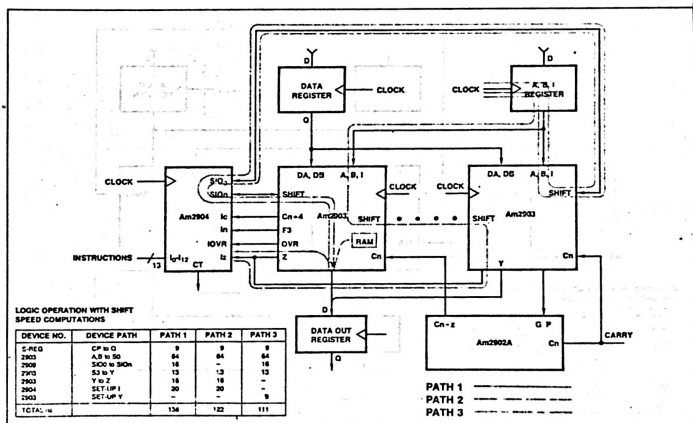 D
D
DATA
REGISTER
CLOCK
CLOCK
A, B, I
REGISTER
Q
DA, DB A, B, I
DA, DB A, B, I
CLOCK
SIO0
SIOn
SHIFT
CLOCK
CLOCK
SHIFT
Am2904
Ic
Cn+4
Am2903
SHIFT
SHIFT
Am2903
In
F3
IOVR
OVR
RAM
INSTRUCTIONS
13
I0-I12
Iz
Z
Cn
Cn
CT
Y
D
DATA OUT
REGISTER
Q
Cn-z
G P
Cn
CARRY
Am2902A
LOGIC OPERATION WITH SHIFT
SPEED COMPUTATIONS
DEVICE NO. DEVICE PATH PATH 1 PATH 2 PATH 3
S-REG CP to Q 9 9 9
2903 A,B to S0 64 64 64
SIO0 to SIOn 16 – 16
2903 S3 to Y 13 13 13
2903 Y to Z 16 16 –
2904 SET-UP I 20 20 –
2903 SET-UP Y – – 9
TOTAL ns 122 111
PATH 1
PATH 2
PATH 3